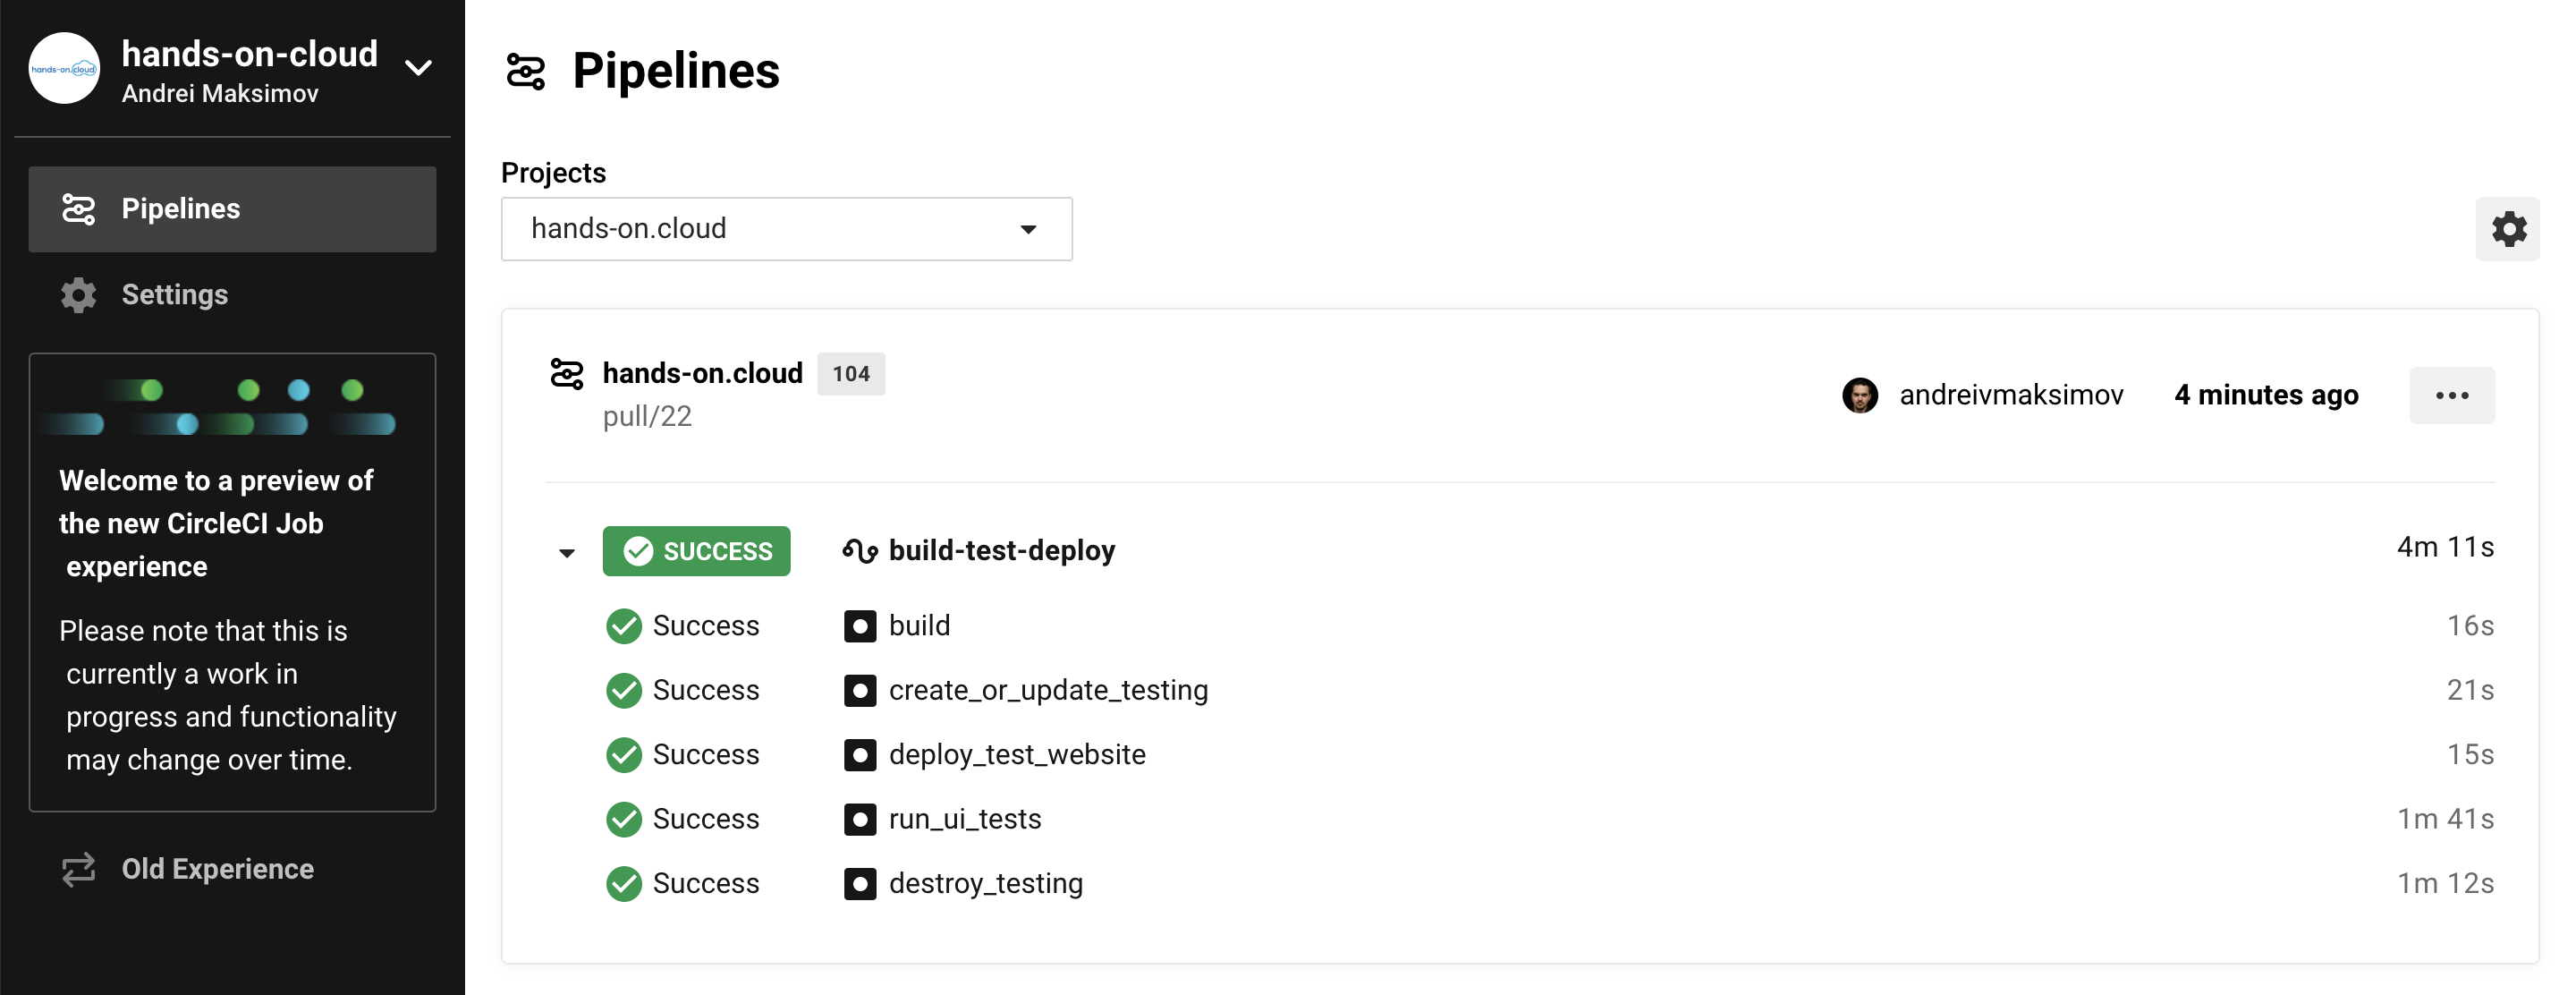 hands-on-cloud
Andrei Maksimov
hands-on.cloud
Pipelines
Settings
Welcome to a preview of
the new CircleCI Job
experience
Please note that this is
currently a work in
progress and functionality
may change over time.
Old Experience
Pipelines
Projects
hands-on.cloud
hands-on.cloud 104
pull/22
andreivmaksimov 4 minutes ago
SUCCESS build-test-deploy 4m 11s
Success build 16s
Success create_or_update_testing 21s
Success deploy_test_website 15s
Success run_ui_tests 1m 41s
Success destroy_testing 1m 12s